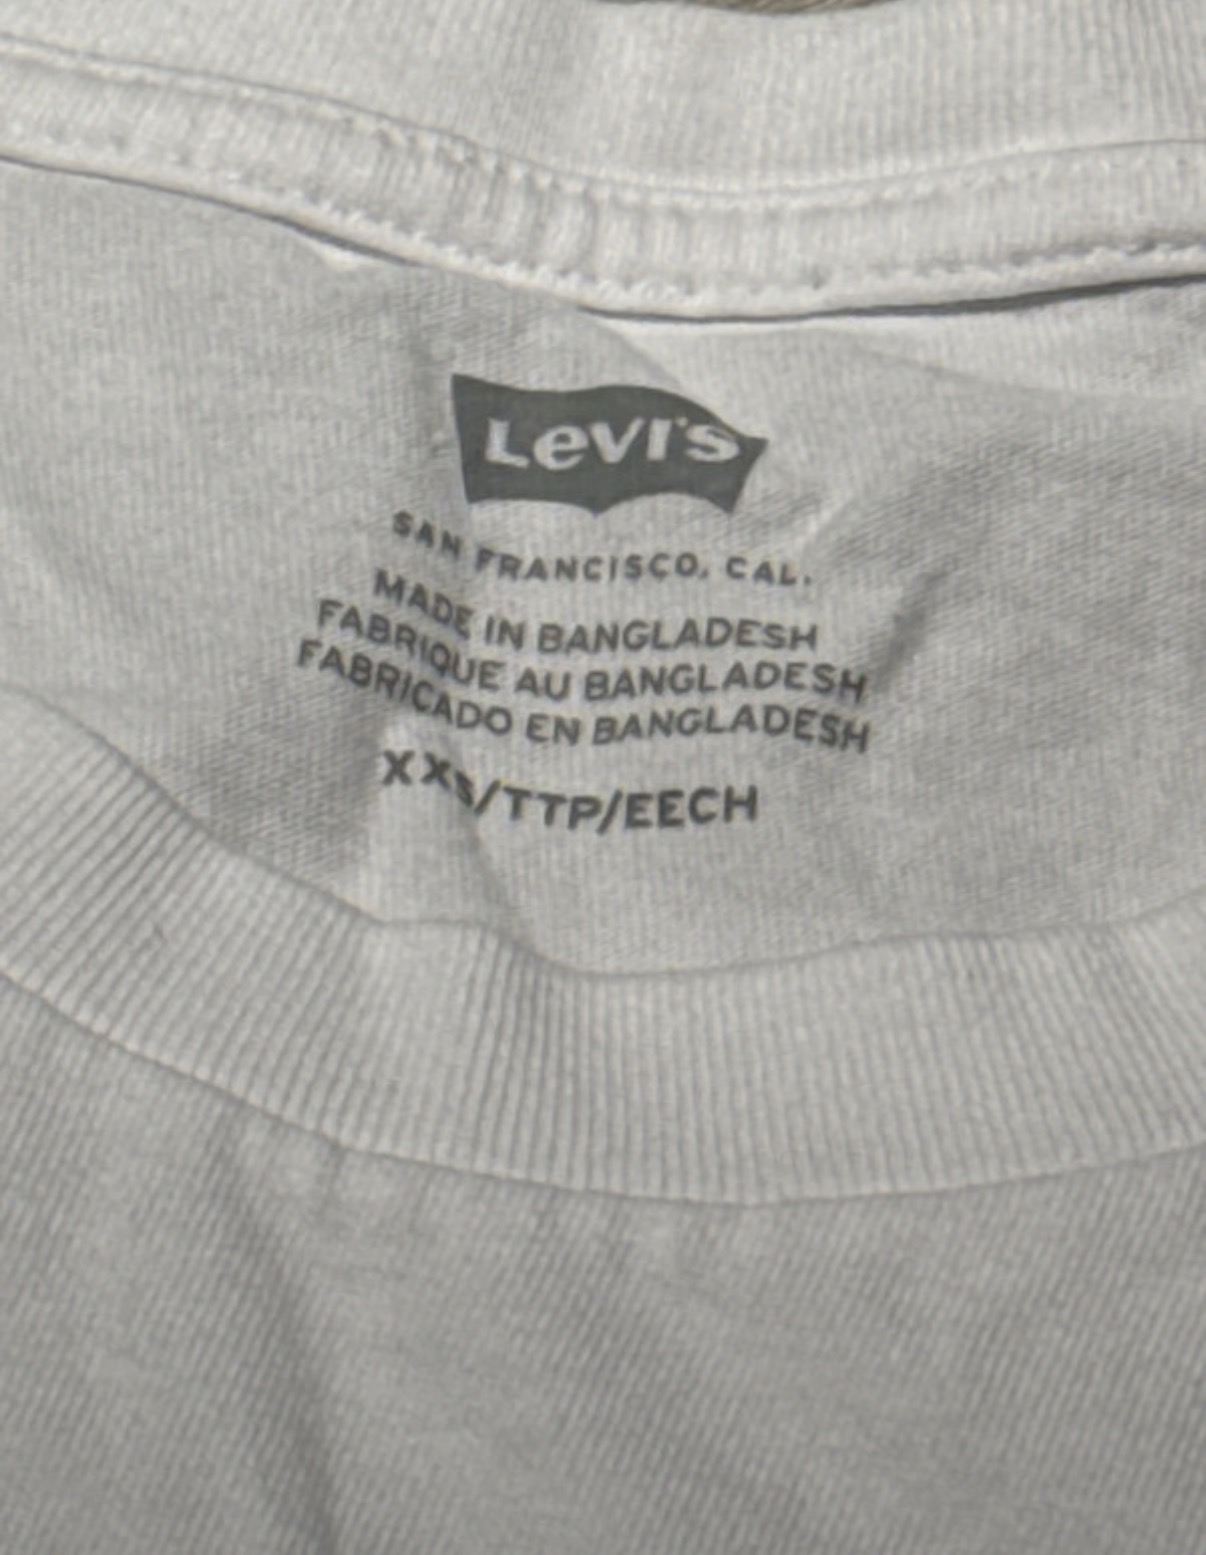 Levi's
SAN FRANCISCO, CAL.
MADE IN BANGLADESH
FABRIQUE AU BANGLADESH
FABRICADO EN BANGLADESH
XXS/TTP/EECH